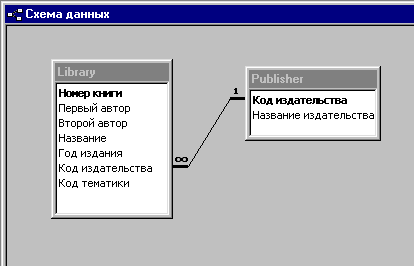 Схема данных
Library
Номер книги
Первый автор
Второй автор
Название
Год издания
Код издательства
Код тематики
∞
1
Publisher
Код издательства
Название издательства